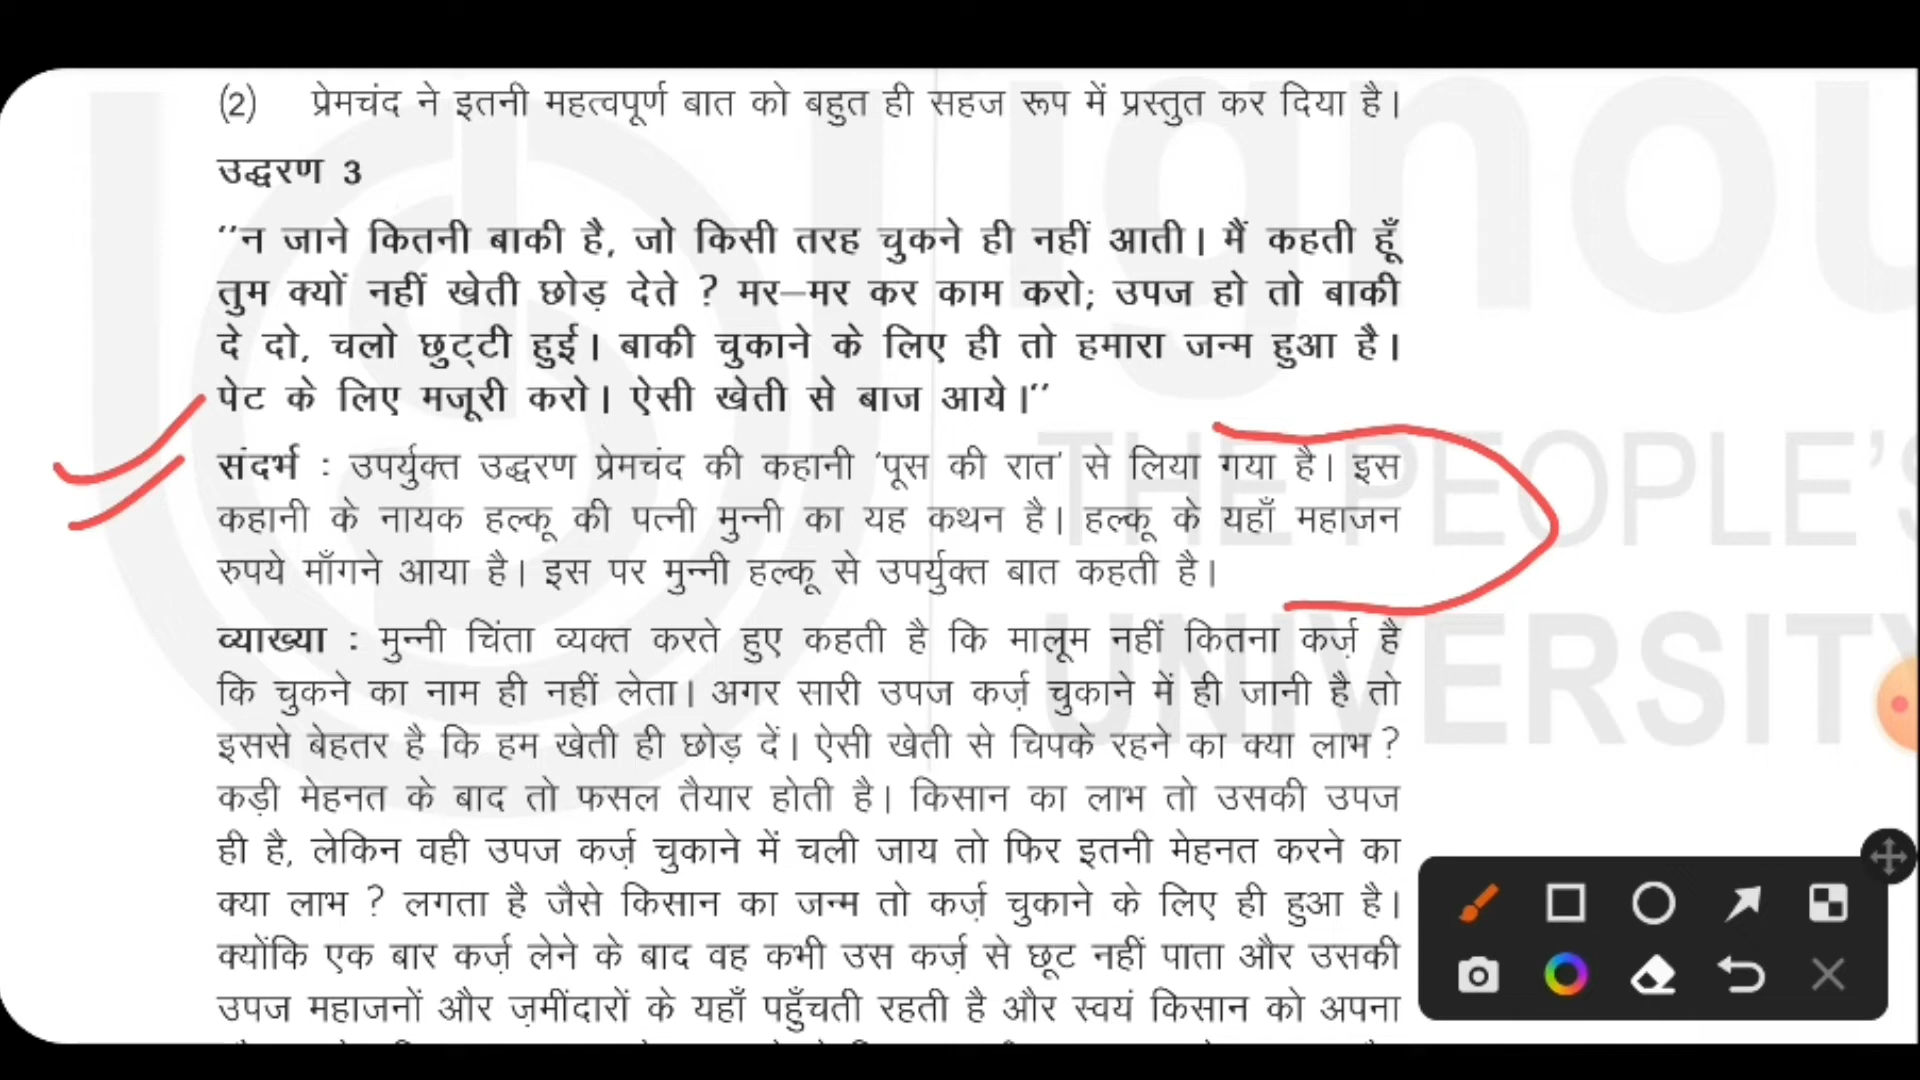 (2) प्रेमचंद ने इतनी महत्वपूर्ण बात को बहुत ही सहज रूप में प्रस्तुत कर दिया है।
उद्धरण 3
‘‘न जाने कितनी बाकी है, जो किसी तरह चुकने ही नहीं आती। मैं कहती हूँ
तुम क्यों नहीं खेती छोड़ देते ? मर–मर कर काम करो; उपज हो तो बाकी
दे दो, चलो छुट्टी हुई। बाकी चुकाने के लिए ही तो हमारा जन्म हुआ है।
पेट के लिए मजूरी करो। ऐसी खेती से बाज आये।’’
संदर्भ : उपर्युक्त उद्धरण प्रेमचंद की कहानी 'पूस की रात' से लिया गया है। इस
कहानी के नायक हल्कू की पत्नी मुन्नी का यह कथन है। हल्कू के यहाँ महाजन
रुपये माँगने आया है। इस पर मुन्नी हल्कू से उपर्युक्त बात कहती है।
व्याख्या : मुन्नी चिंता व्यक्त करते हुए कहती है कि मालूम नहीं कितना कर्ज़ है
कि चुकने का नाम ही नहीं लेता। अगर सारी उपज कर्ज़ चुकाने में ही जानी है तो
इससे बेहतर है कि हम खेती ही छोड़ दें। ऐसी खेती से चिपके रहने का क्या लाभ ?
कड़ी मेहनत के बाद तो फसल तैयार होती है। किसान का लाभ तो उसकी उपज
ही है, लेकिन वही उपज कर्ज़ चुकाने में चली जाय तो फिर इतनी मेहनत करने का
क्या लाभ ? लगता है जैसे किसान का जन्म तो कर्ज़ चुकाने के लिए ही हुआ है।
क्योंकि एक बार कर्ज़ लेने के बाद वह कभी उस कर्ज़ से छूट नहीं पाता और उसकी
उपज महाजनों और ज़मींदारों के यहाँ पहुँचती रहती है और स्वयं किसान को अपना
ignou
THE PEOPLE'S
UNIVERSITY